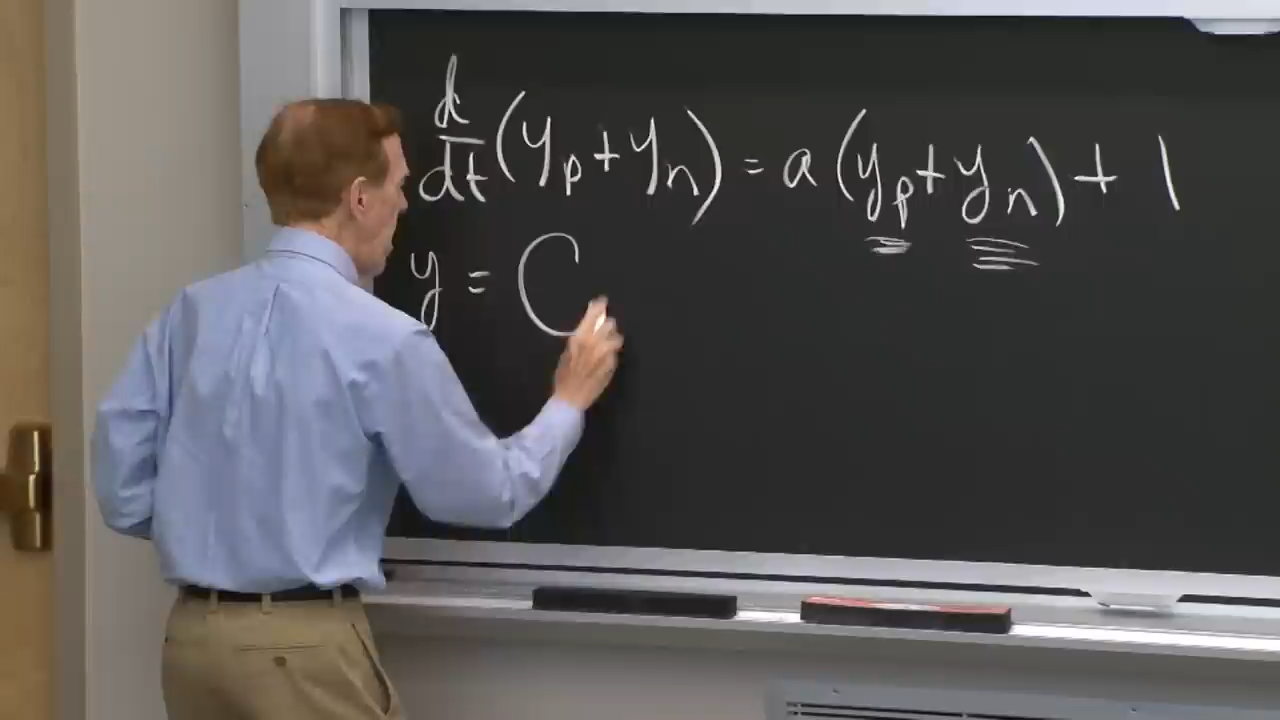 d/dt (y_p + y_n) = a (y_p + y_n) + 1
y = C